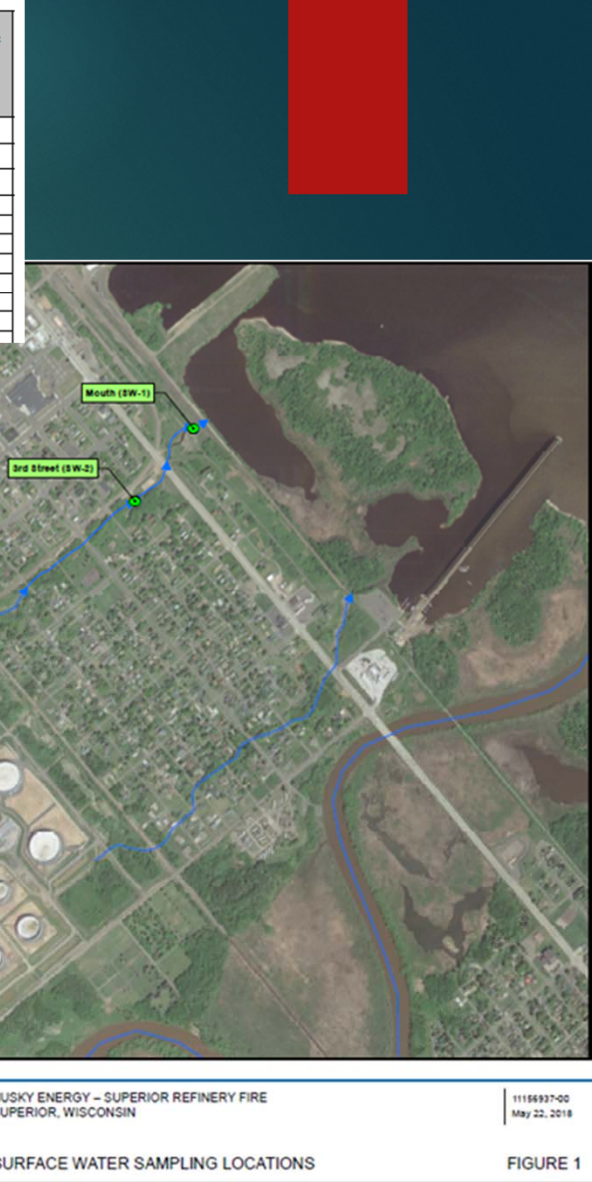 Mouth (SW-1)
3rd Street (SW-2)
USKY ENERGY – SUPERIOR REFINERY FIRE
UPERIOR, WISCONSIN
11156937-00
May 22, 2018
SURFACE WATER SAMPLING LOCATIONS
FIGURE 1